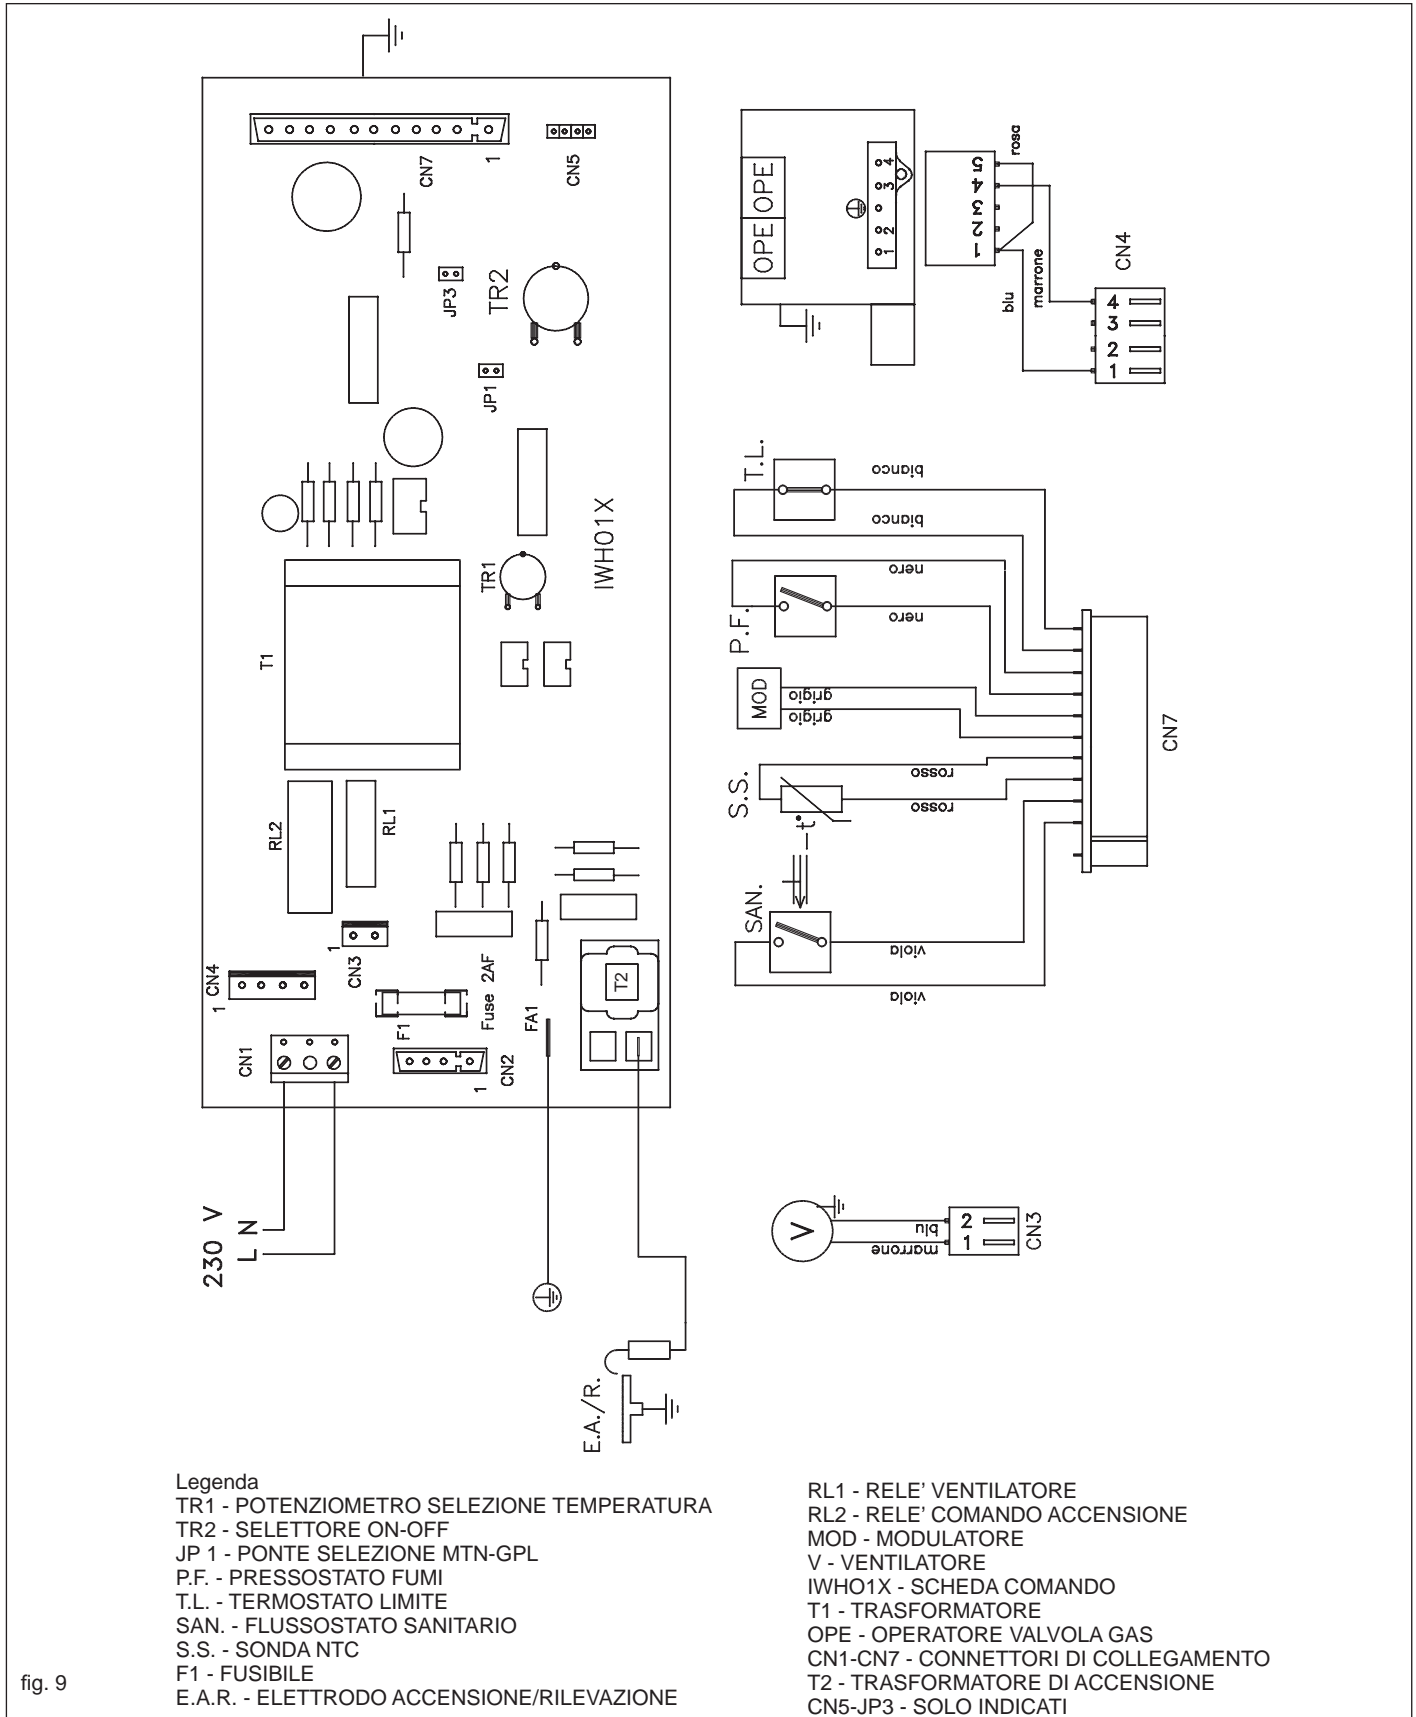 CN7
1
CN5
JP3
TR2
JP1
IWH01X
TR1
T1
RL2
RL1
CN4
1
1
CN3
F1
Fuse 2AF
FA1
T2
CN1
1
CN2
230 V
L N
E.A./R.
OPE OPE
1 2 3 4
1 2 3 4 5
rosa
marrone
blu
CN4
4
3
2
1
T.L.
bianco
bianco
P.F.
nero
nero
MOD
grigio
grigio
S.S.
rosso
rosso
t°
SAN.
viola
viola
CN7
V
blu
marrone
2
1
CN3
Legenda
TR1 - POTENZIOMETRO SELEZIONE TEMPERATURA
TR2 - SELETTORE ON-OFF
JP 1 - PONTE SELEZIONE MTN-GPL
P.F. - PRESSOSTATO FUMI
T.L. - TERMOSTATO LIMITE
SAN. - FLUSSOSTATO SANITARIO
S.S. - SONDA NTC
F1 - FUSIBILE
E.A.R. - ELETTRODO ACCENSIONE/RILEVAZIONE
RL1 - RELE’ VENTILATORE
RL2 - RELE’ COMANDO ACCENSIONE
MOD - MODULATORE
V - VENTILATORE
IWHO1X - SCHEDA COMANDO
T1 - TRASFORMATORE
OPE - OPERATORE VALVOLA GAS
CN1-CN7 - CONNETTORI DI COLLEGAMENTO
T2 - TRASFORMATORE DI ACCENSIONE
CN5-JP3 - SOLO INDICATI
fig. 9